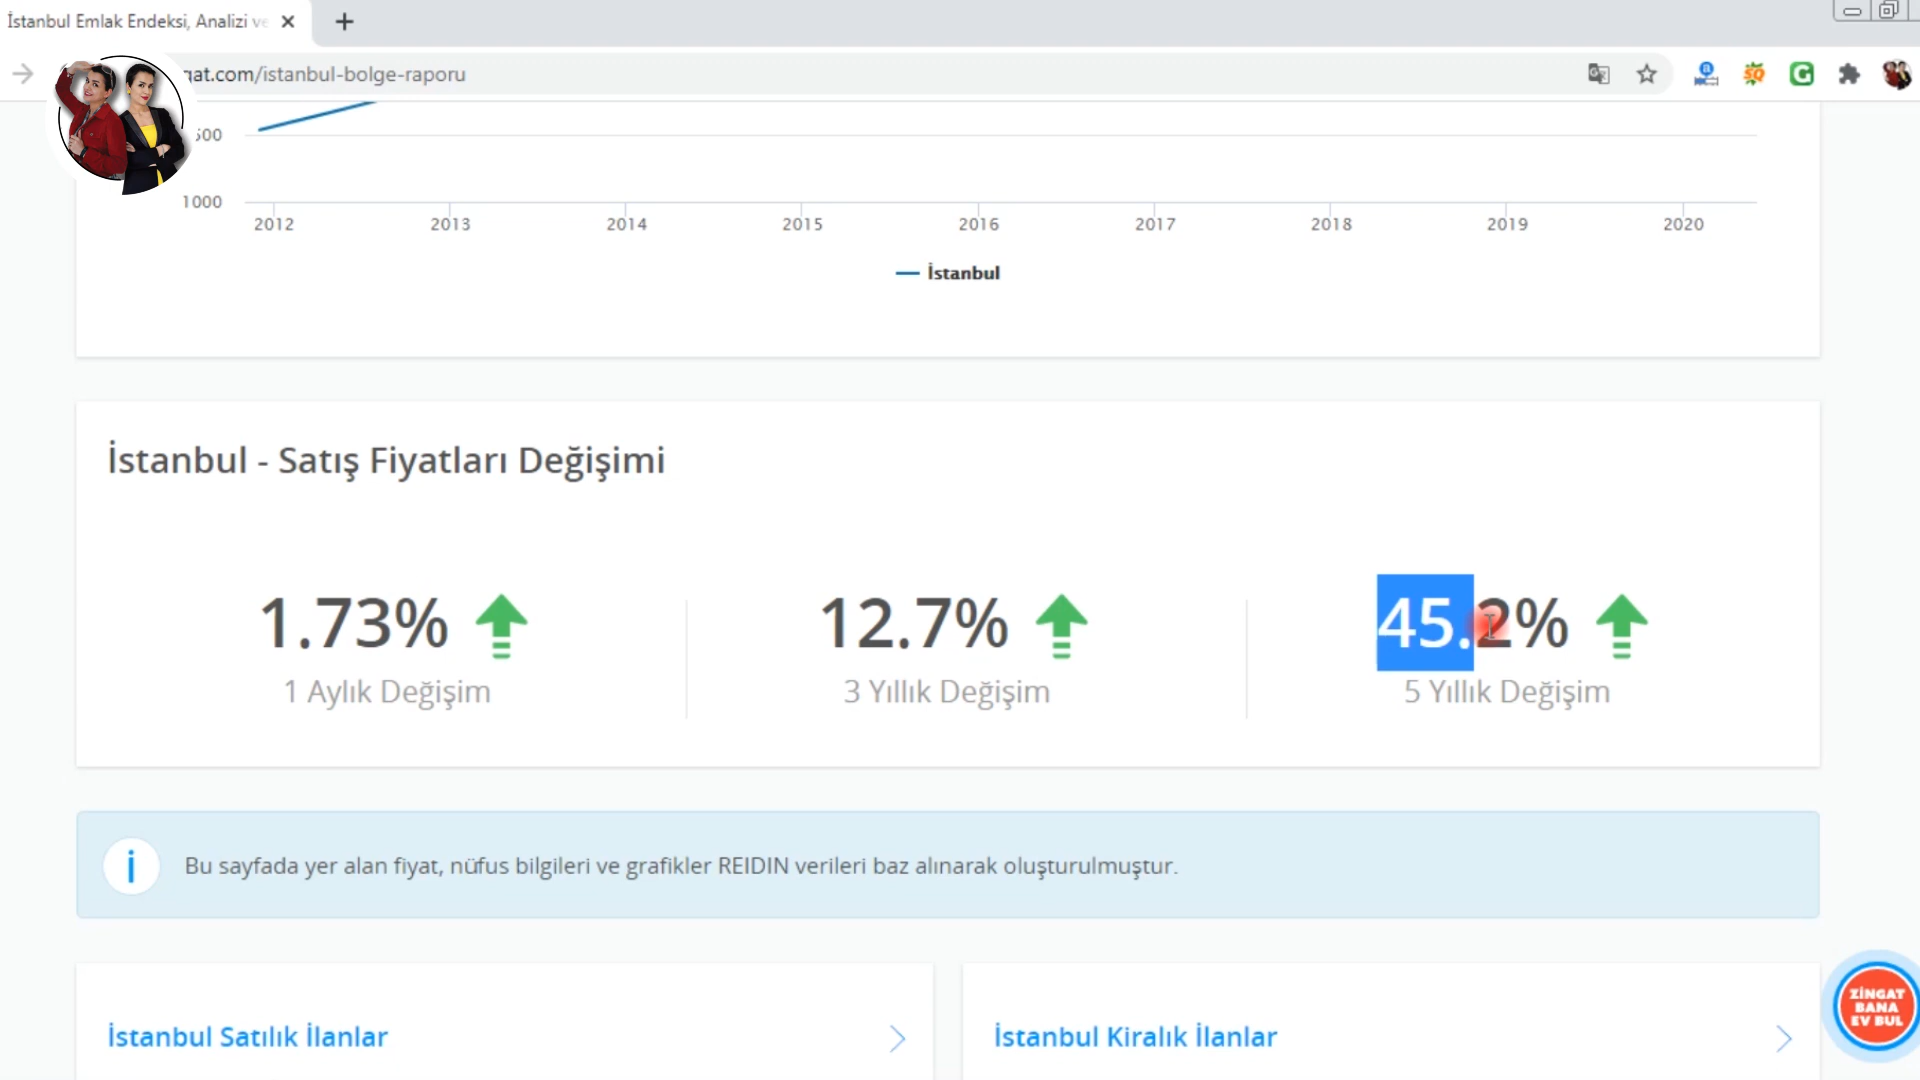 İstanbul Emlak Endeksi, Analizi ve
gat.com/istanbul-bolge-raporu
500
1000
2012 2013 2014 2015 2016 2017 2018 2019 2020
İstanbul
İstanbul - Satış Fiyatları Değişimi
1.73% 12.7% 45.2%
1 Aylık Değişim 3 Yıllık Değişim 5 Yıllık Değişim
i
Bu sayfada yer alan fiyat, nüfus bilgileri ve grafikler REIDIN verileri baz alınarak oluşturulmuştur.
İstanbul Satılık İlanlar İstanbul Kiralık İlanlar
ZİNGAT
BANA
EV BUL